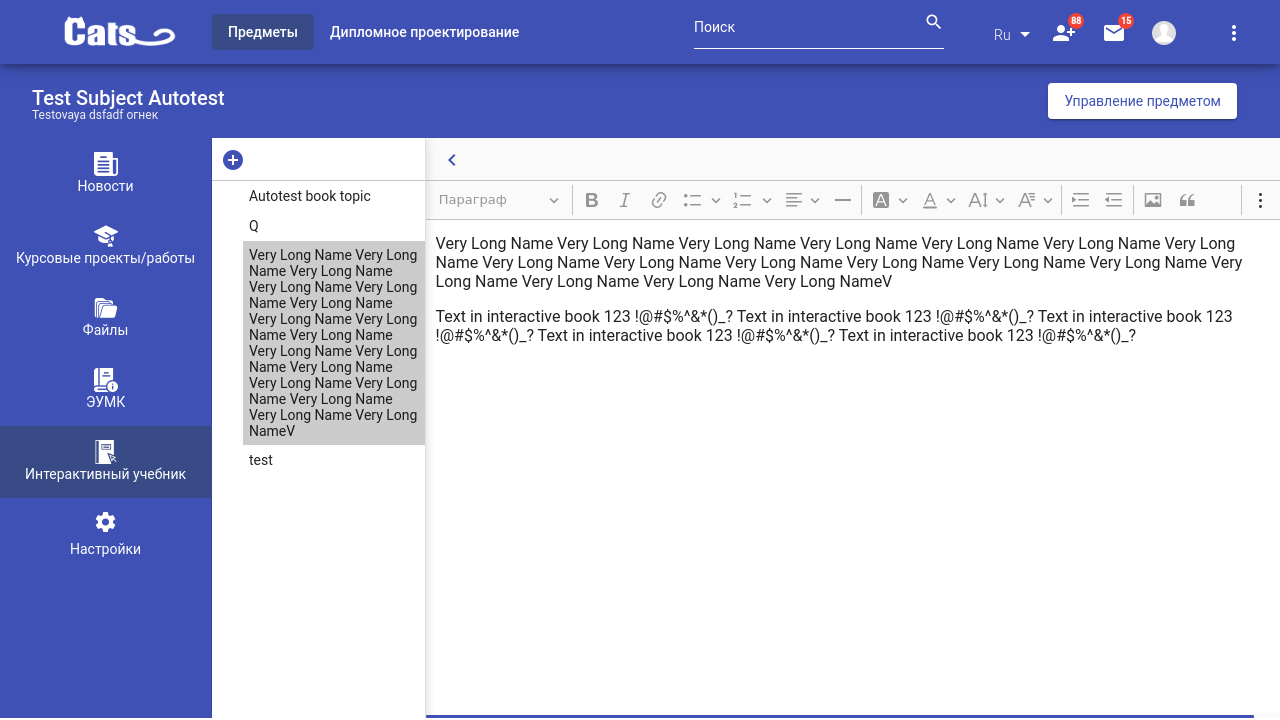 Cats
Предметы
Дипломное проектирование
Поиск
Ru
88
15
Test Subject Autotest
Testovaya dsfadf огнек
Управление предметом
Новости
Курсовые проекты/работы
Файлы
ЭУМК
Интерактивный учебник
Настройки
Autotest book topic
Q
Very Long Name Very Long
Name Very Long Name
Very Long Name Very Long
Name Very Long Name
Very Long Name Very Long
Name Very Long Name
Very Long Name Very Long
Name Very Long Name
Very Long Name Very Long
Name Very Long Name
Very Long Name Very Long
NameV
test
Параграф
Very Long Name Very Long Name Very Long Name Very Long Name Very Long Name Very Long Name Very Long
Name Very Long Name Very Long Name Very Long Name Very Long Name Very Long Name Very Long Name Very
Long Name Very Long Name Very Long Name Very Long NameV
Text in interactive book 123 !@#$%^&*()_? Text in interactive book 123 !@#$%^&*()_? Text in interactive book 123
!@#$%^&*()_? Text in interactive book 123 !@#$%^&*()_? Text in interactive book 123 !@#$%^&*()_?